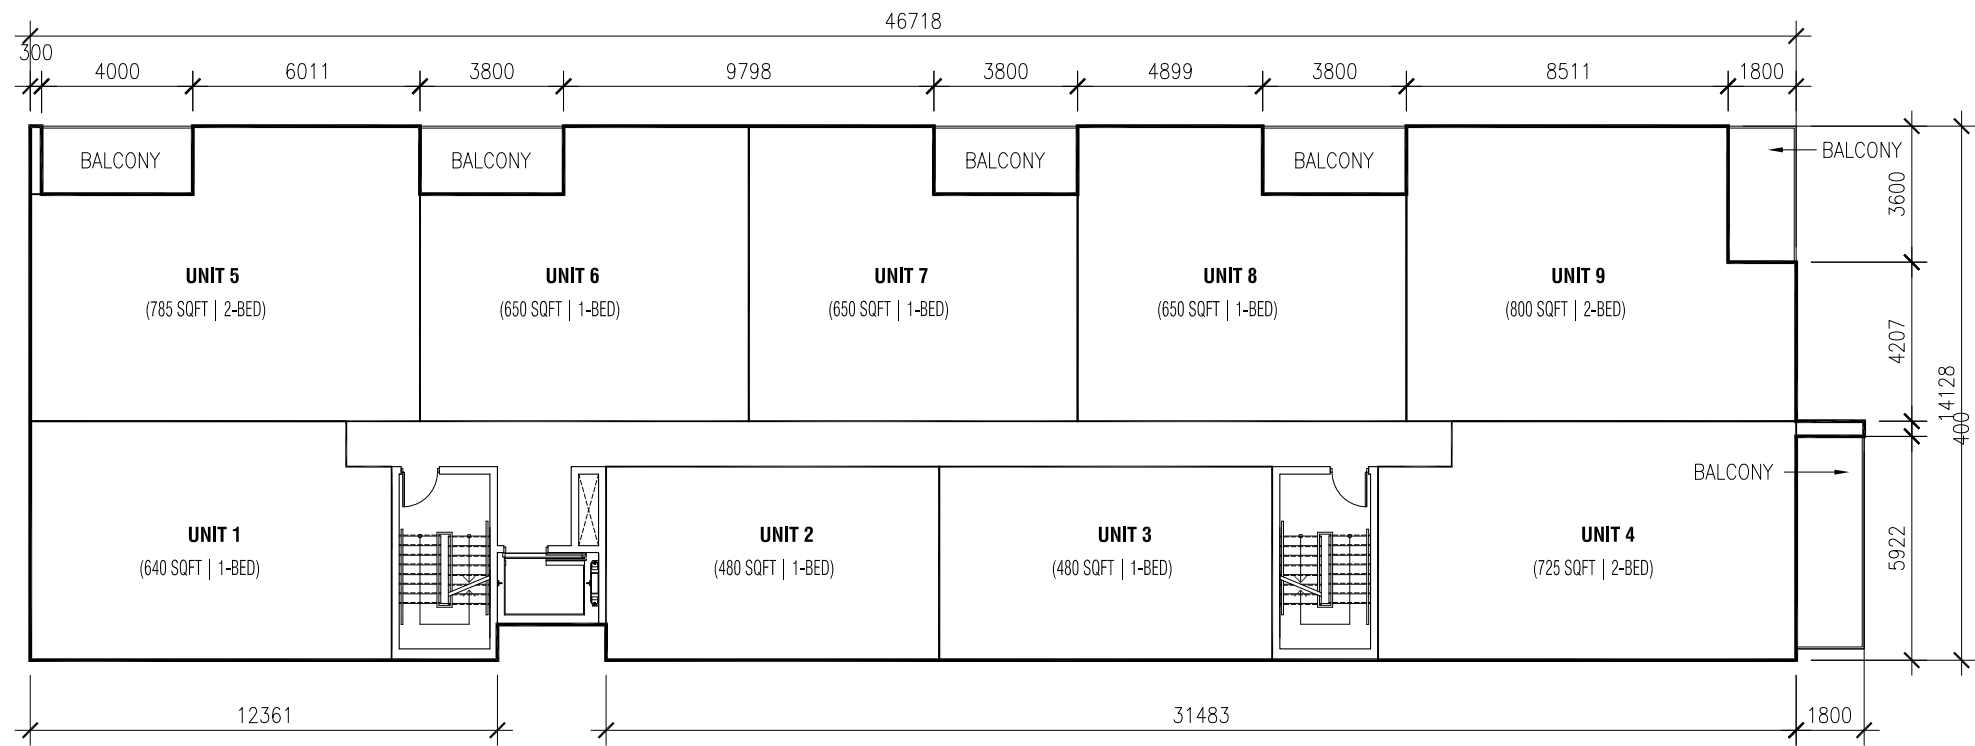 46718
300
4000
6011
3800
9798
3800
4899
3800
8511
1800
BALCONY
BALCONY
BALCONY
BALCONY
BALCONY
3600
UNIT 5
(785 SQFT | 2-BED)
UNIT 6
(650 SQFT | 1-BED)
UNIT 7
(650 SQFT | 1-BED)
UNIT 8
(650 SQFT | 1-BED)
UNIT 9
(800 SQFT | 2-BED)
4207
14128
400
BALCONY
UNIT 1
(640 SQFT | 1-BED)
UNIT 2
(480 SQFT | 1-BED)
UNIT 3
(480 SQFT | 1-BED)
UNIT 4
(725 SQFT | 2-BED)
5922
12361
31483
1800